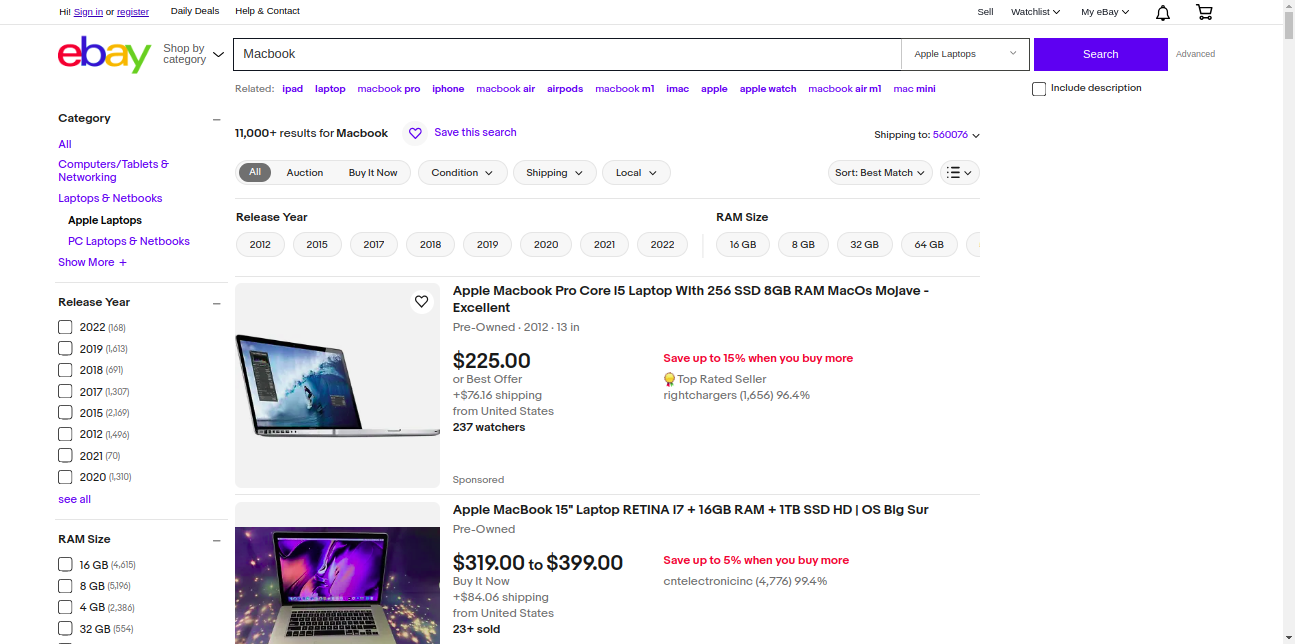 Hi! Sign in or register
Daily Deals
Help & Contact
Sell
Watchlist
My eBay
ebay
Shop by category
Macbook
Apple Laptops
Search
Advanced
Related: ipad laptop macbook pro iphone macbook air airpods macbook m1 imac apple apple watch macbook air m1 mac mini
Include description
Category
All
Computers/Tablets & Networking
Laptops & Netbooks
Apple Laptops
PC Laptops & Netbooks
Show More +
Release Year
2022 (168)
2019 (1,613)
2018 (691)
2017 (1,307)
2015 (2,169)
2012 (1,496)
2021 (70)
2020 (1,310)
see all
RAM Size
16 GB (4,615)
8 GB (5,196)
4 GB (2,386)
32 GB (554)
11,000+ results for Macbook
Save this search
Shipping to: 560076
All
Auction
Buy It Now
Condition
Shipping
Local
Sort: Best Match
Release Year
2012 2015 2017 2018 2019 2020 2021 2022
RAM Size
16 GB 8 GB 32 GB 64 GB
Apple Macbook Pro Core I5 Laptop With 256 SSD 8GB RAM MacOs Mojave -
Excellent
Pre-Owned · 2012 · 13 in
$225.00
or Best Offer
+$76.16 shipping
from United States
237 watchers
Save up to 15% when you buy more
Top Rated Seller
rightchargers (1,656) 96.4%
Sponsored
Apple MacBook 15" Laptop RETINA I7 + 16GB RAM + 1TB SSD HD | OS Big Sur
Pre-Owned
$319.00 to $399.00
Buy It Now
+$84.06 shipping
from United States
23+ sold
Save up to 5% when you buy more
cntelectronicinc (4,776) 99.4%